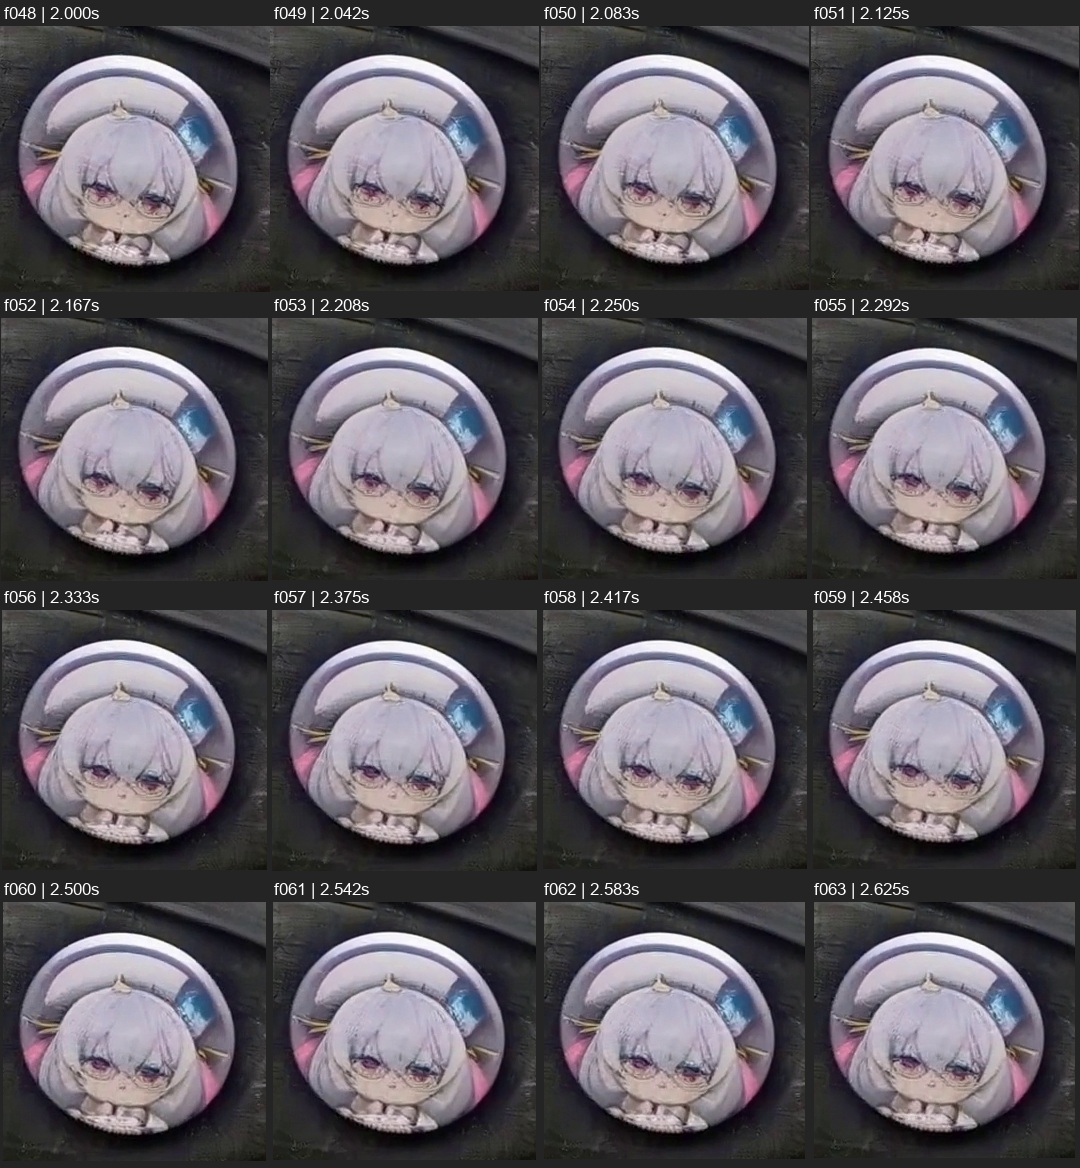 f048 | 2.000s
f049 | 2.042s
f050 | 2.083s
f051 | 2.125s
f052 | 2.167s
f053 | 2.208s
f054 | 2.250s
f055 | 2.292s
f056 | 2.333s
f057 | 2.375s
f058 | 2.417s
f059 | 2.458s
f060 | 2.500s
f061 | 2.542s
f062 | 2.583s
f063 | 2.625s